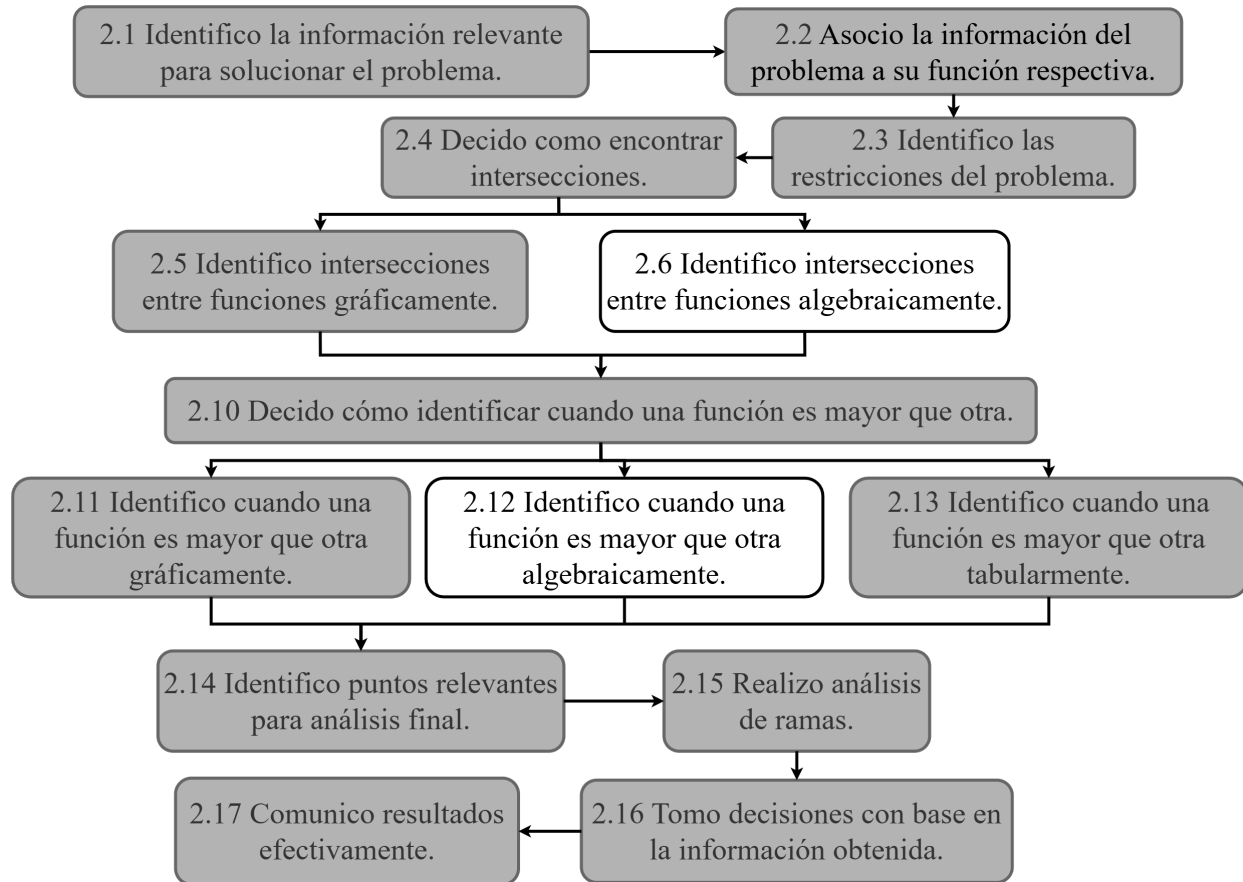 2.1 Identifico la información relevante
para solucionar el problema.
2.2 Asocio la información del
problema a su función respectiva.
2.4 Decido como encontrar
intersecciones.
2.3 Identifico las
restricciones del problema.
2.5 Identifico intersecciones
entre funciones gráficamente.
2.6 Identifico intersecciones
entre funciones algebraicamente.
2.10 Decido cómo identificar cuando una función es mayor que otra.
2.11 Identifico cuando una
función es mayor que otra
gráficamente.
2.12 Identifico cuando una
función es mayor que otra
algebraicamente.
2.13 Identifico cuando una
función es mayor que otra
tabularmente.
2.14 Identifico puntos relevantes
para análisis final.
2.15 Realizo análisis
de ramas.
2.17 Comunico resultados
efectivamente.
2.16 Tomo decisiones con base en
la información obtenida.